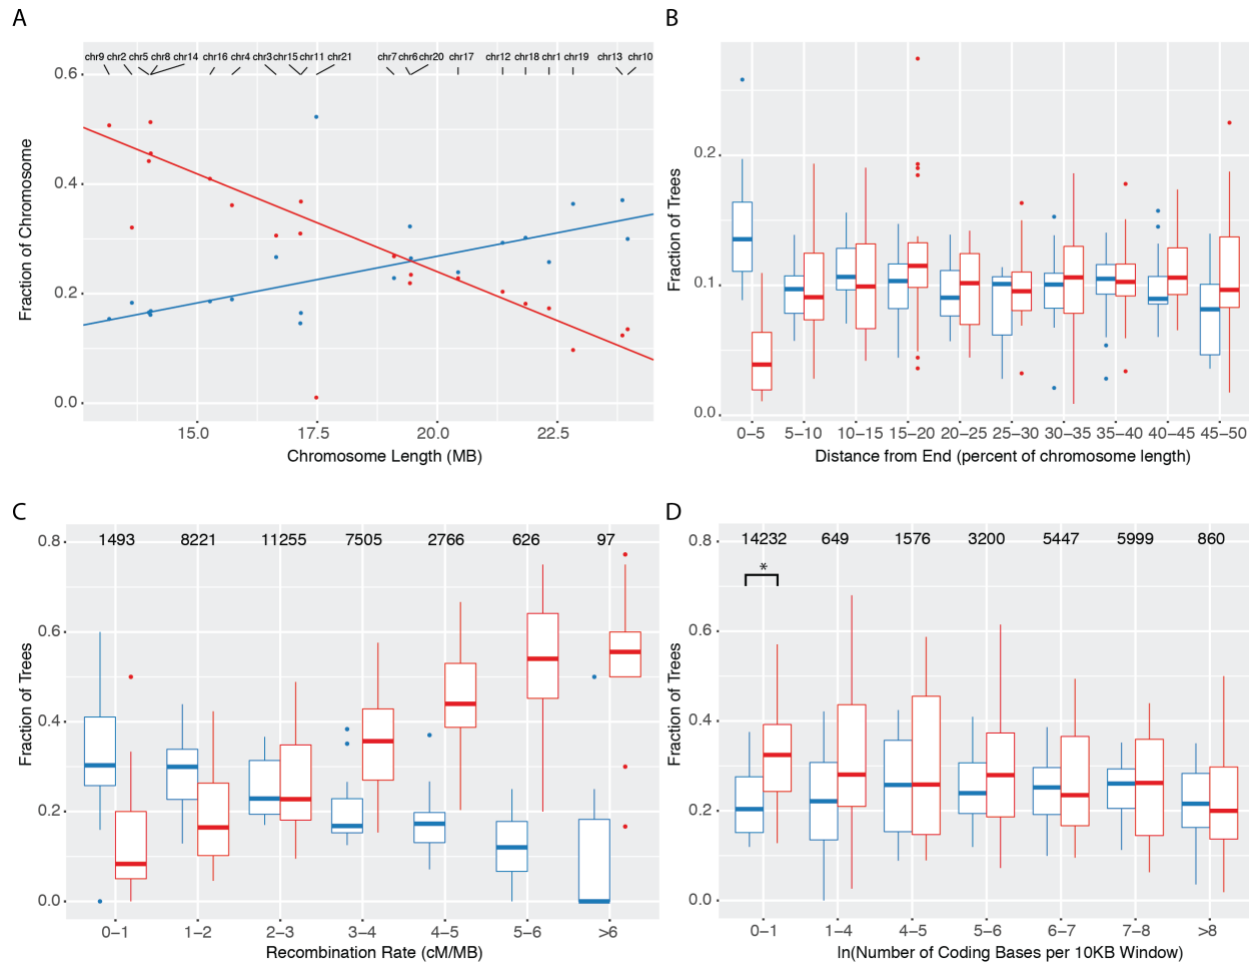 A
chr9 chr2 chr5 chr8 chr14 chr16 chr4 chr3 chr15 chr11 chr21 chr7 chr6 chr20 chr17 chr12 chr18 chr1 chr19 chr13 chr10
0.6
0.4
0.2
0.0
Fraction of Chromosome
15.0 17.5 20.0 22.5
Chromosome Length (MB)
B
0.2
0.1
0.0
Fraction of Trees
0–5 5–10 10–15 15–20 20–25 25–30 30–35 35–40 40–45 45–50
Distance from End (percent of chromosome length)
C
1493 8221 11255 7505 2766 626 97
0.8
0.6
0.4
0.2
0.0
Fraction of Trees
0–1 1–2 2–3 3–4 4–5 5–6 >6
Recombination Rate (cM/MB)
D
14232 649 1576 3200 5447 5999 860
*
0.8
0.6
0.4
0.2
0.0
Fraction of Trees
0–1 1–4 4–5 5–6 6–7 7–8 >8
ln(Number of Coding Bases per 10KB Window)